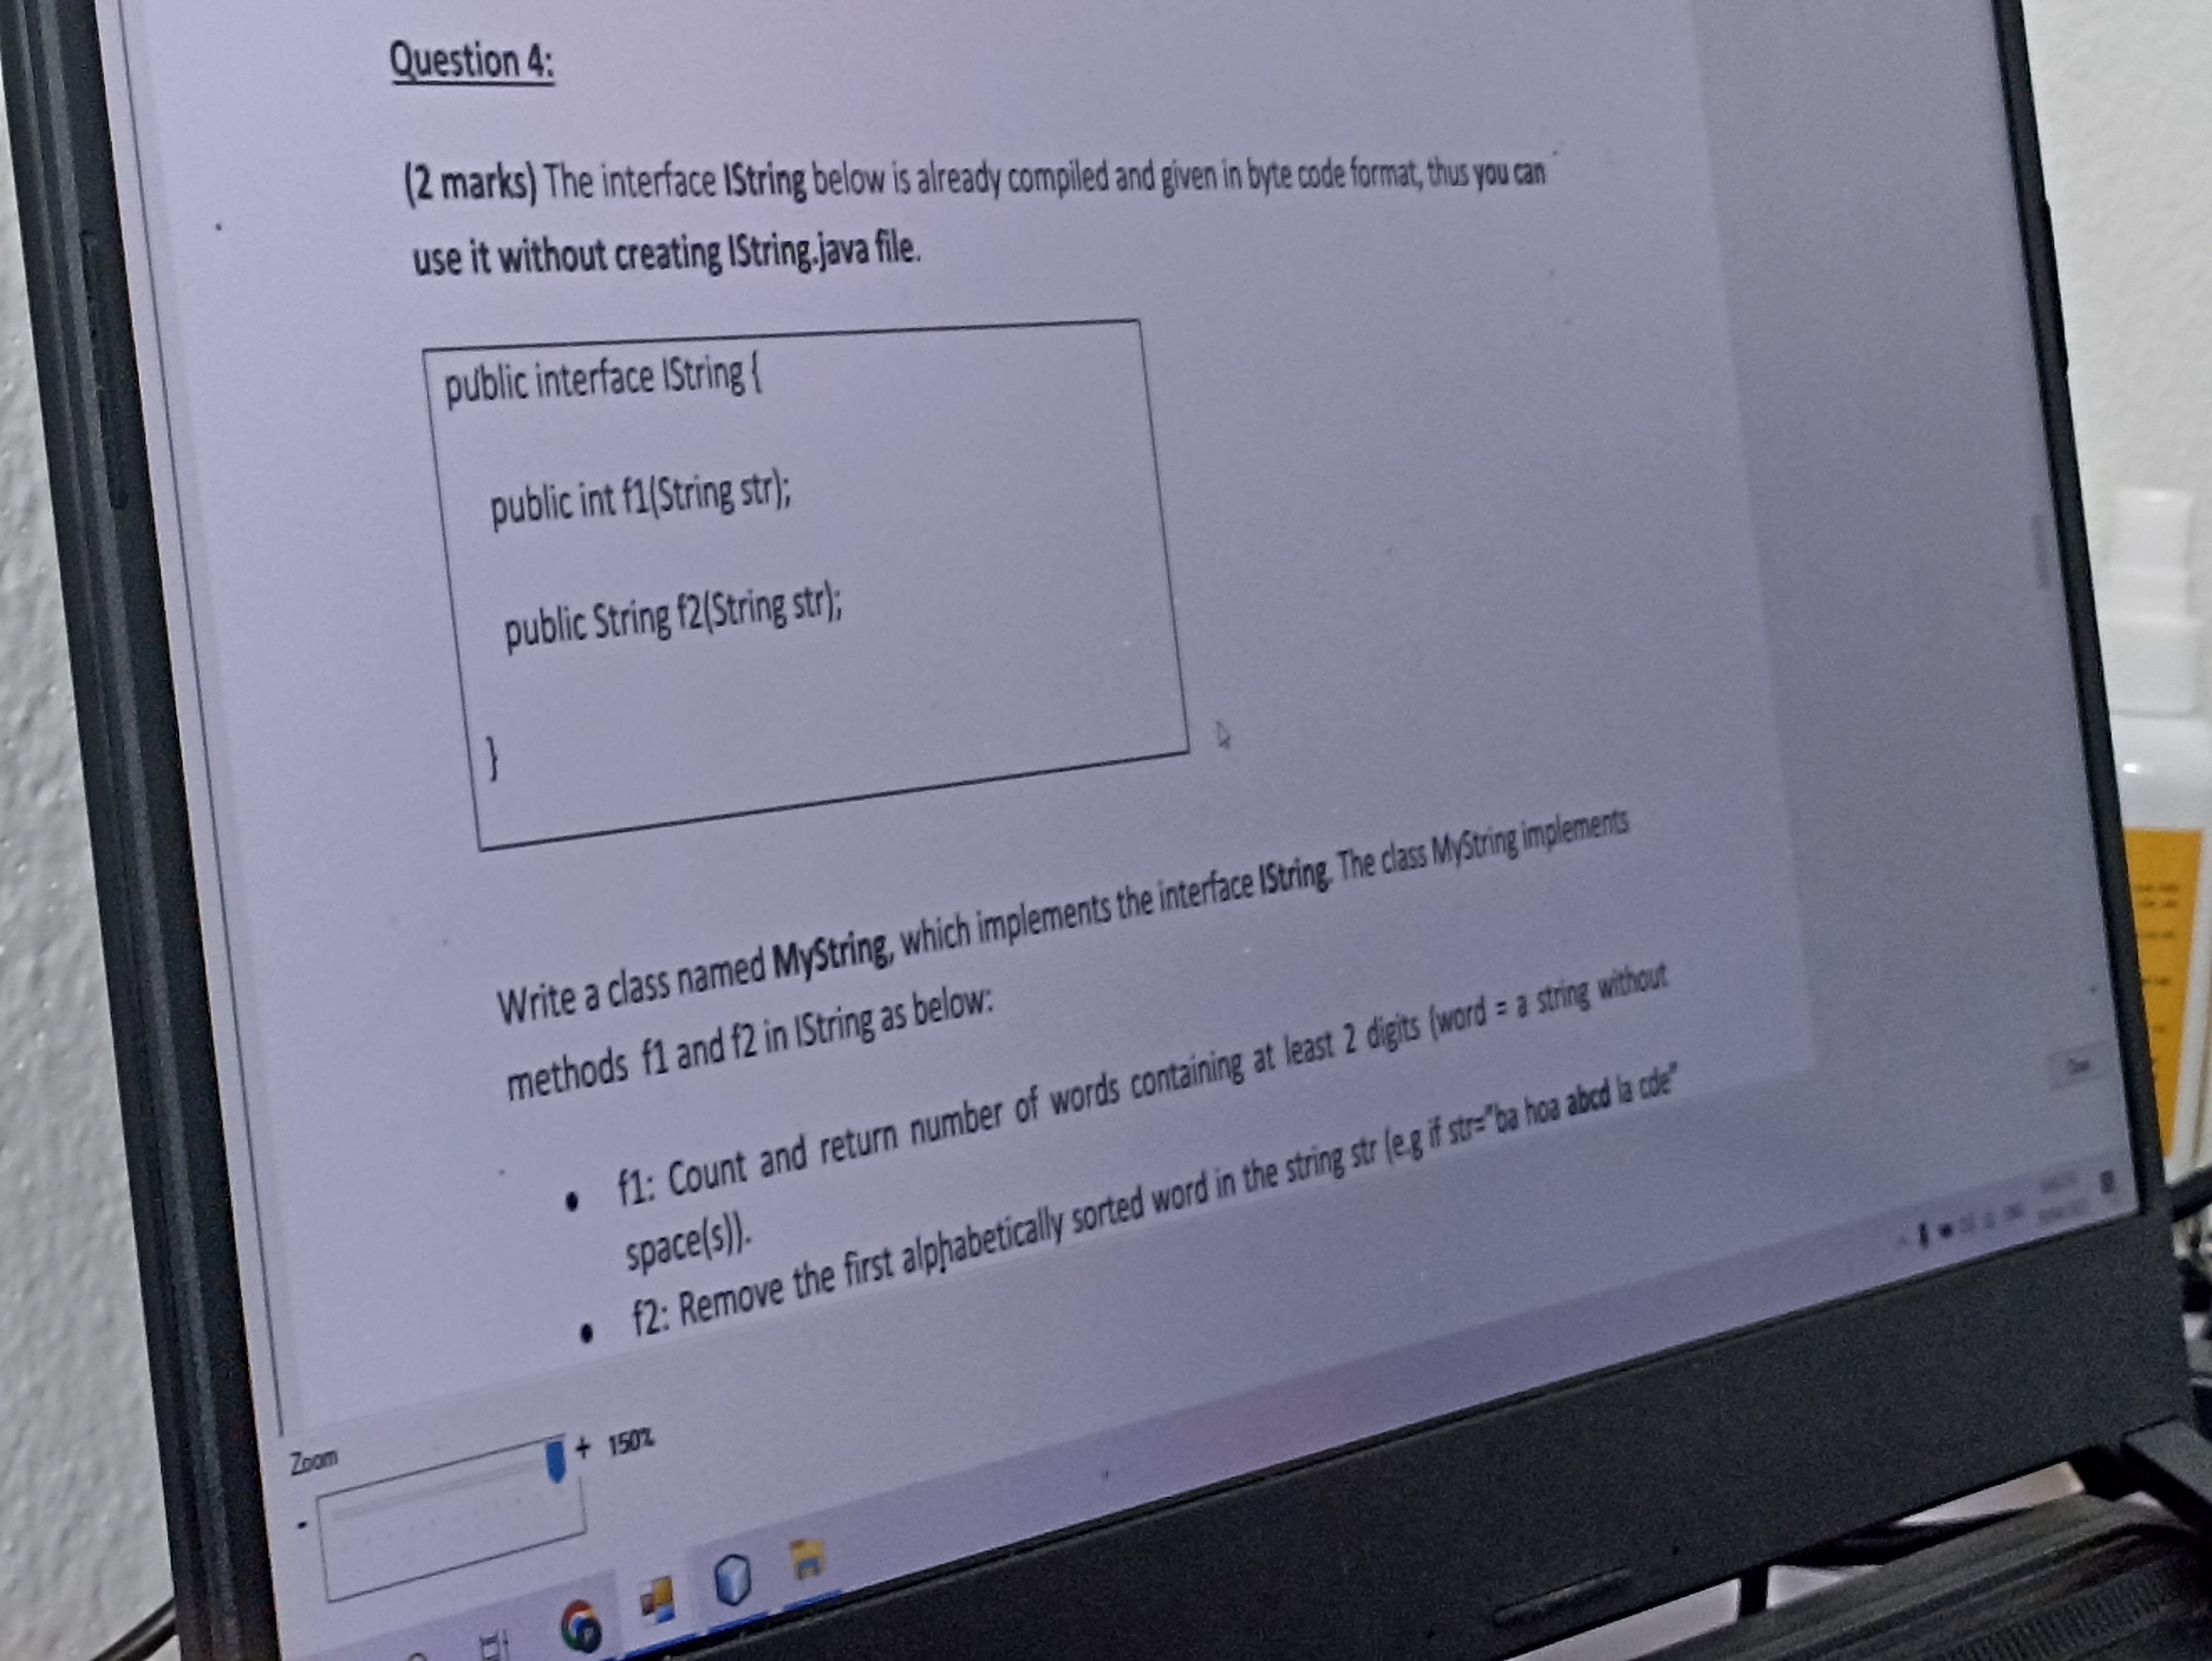 Question 4:
(2 marks) The interface IString below is already compiled and given in byte code format, thus you can
use it without creating IString.java file.
public interface IString {
public int f1(String str);
public String f2(String str);
}
Write a class named MyString, which implements the interface IString. The class MyString implements
methods f1 and f2 in IString as below:
• f1: Count and return number of words containing at least 2 digits (word = a string without
space(s)).
• f2: Remove the first alphabetically sorted word in the string str (e.g if str="ba hoa abcd la cde"
Zoom
- + 150%